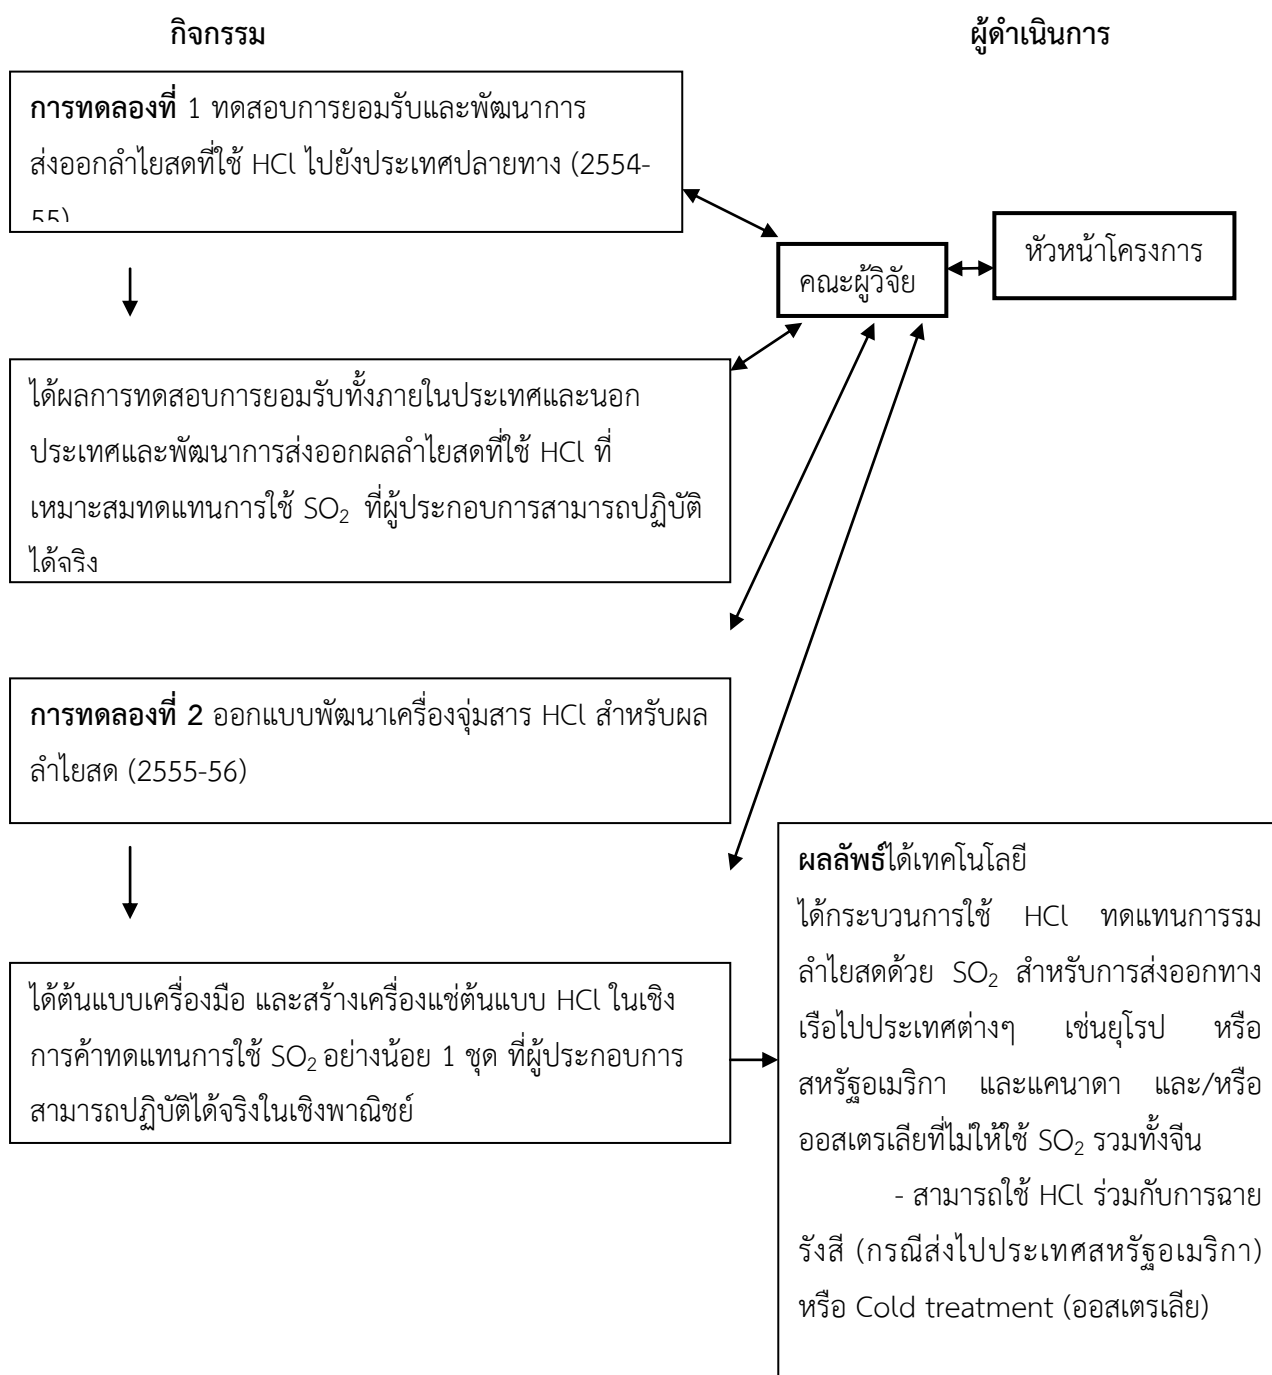 กิจกรรม
ผู้ดำเนินการ
การทดลองที่ 1 ทดสอบการยอมรับและพัฒนาการ
ส่งออกลำไยสดที่ใช้ HCl ไปยังประเทศปลายทาง (2554-
55)
หัวหน้าโครงการ
คณะผู้วิจัย
ได้ผลการทดสอบการยอมรับทั้งภายในประเทศและนอก
ประเทศและพัฒนาการส่งออกผลลำไยสดที่ใช้ HCl ที่
เหมาะสมทดแทนการใช้ SO₂ ที่ผู้ประกอบการสามารถปฏิบัติ
ได้จริง
การทดลองที่ 2 ออกแบบพัฒนาเครื่องจุ่มสาร HCl สำหรับผล
ลำไยสด (2555-56)
ได้ต้นแบบเครื่องมือ และสร้างเครื่องแช่ต้นแบบ HCl ในเชิง
การค้าทดแทนการใช้ SO₂ อย่างน้อย 1 ชุด ที่ผู้ประกอบการ
สามารถปฏิบัติได้จริงในเชิงพาณิชย์
ผลลัพธ์ได้เทคโนโลยี
ได้กระบวนการใช้ HCl ทดแทนการรม
ลำไยสดด้วย SO₂ สำหรับการส่งออกทาง
เรือไปประเทศต่างๆ เช่นยุโรป หรือ
สหรัฐอเมริกา และแคนาดา และ/หรือ
ออสเตรเลียที่ไม่ให้ใช้ SO₂ รวมทั้งจีน
- สามารถใช้ HCl ร่วมกับการฉาย
รังสี (กรณีส่งไปประเทศสหรัฐอเมริกา)
หรือ Cold treatment (ออสเตรเลีย)